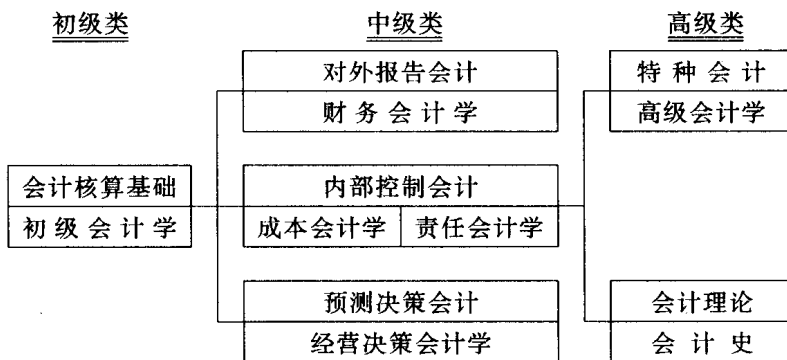 初级类 中级类 高级类
对外报告会计 特种会计
财务会计学 高级会计学
会计核算基础 内部控制会计
初级会计学 成本会计学 责任会计学
预测决策会计 会计理论
经营决策会计学 会计史